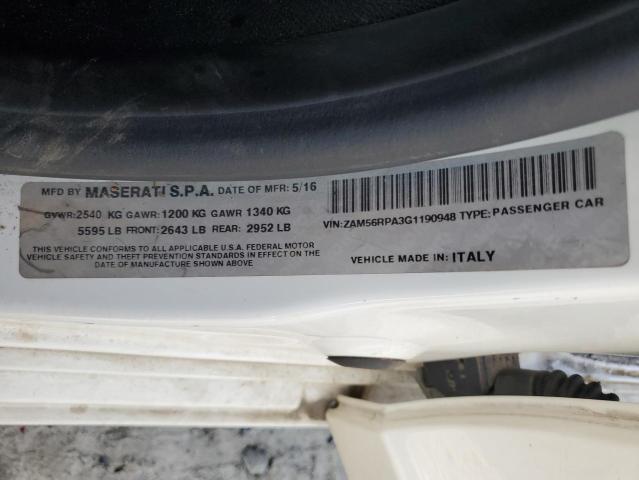 MFD BY MASERATI S.P.A. DATE OF MFR: 5/16
GVWR:2540 KG GAWR:1200 KG GAWR 1340 KG
5595 LB FRONT:2643 LB REAR: 2952 LB
THIS VEHICLE CONFORMS TO ALL APPLICABLE U.S.A. FEDERAL MOTOR
VEHICLE SAFETY AND THEFT PREVENTION STANDARDS IN EFFECT ON THE
DATE OF MANUFACTURE SHOWN ABOVE
VIN:ZAM56RPA3G1190948 TYPE: PASSENGER CAR
VEHICLE MADE IN: ITALY